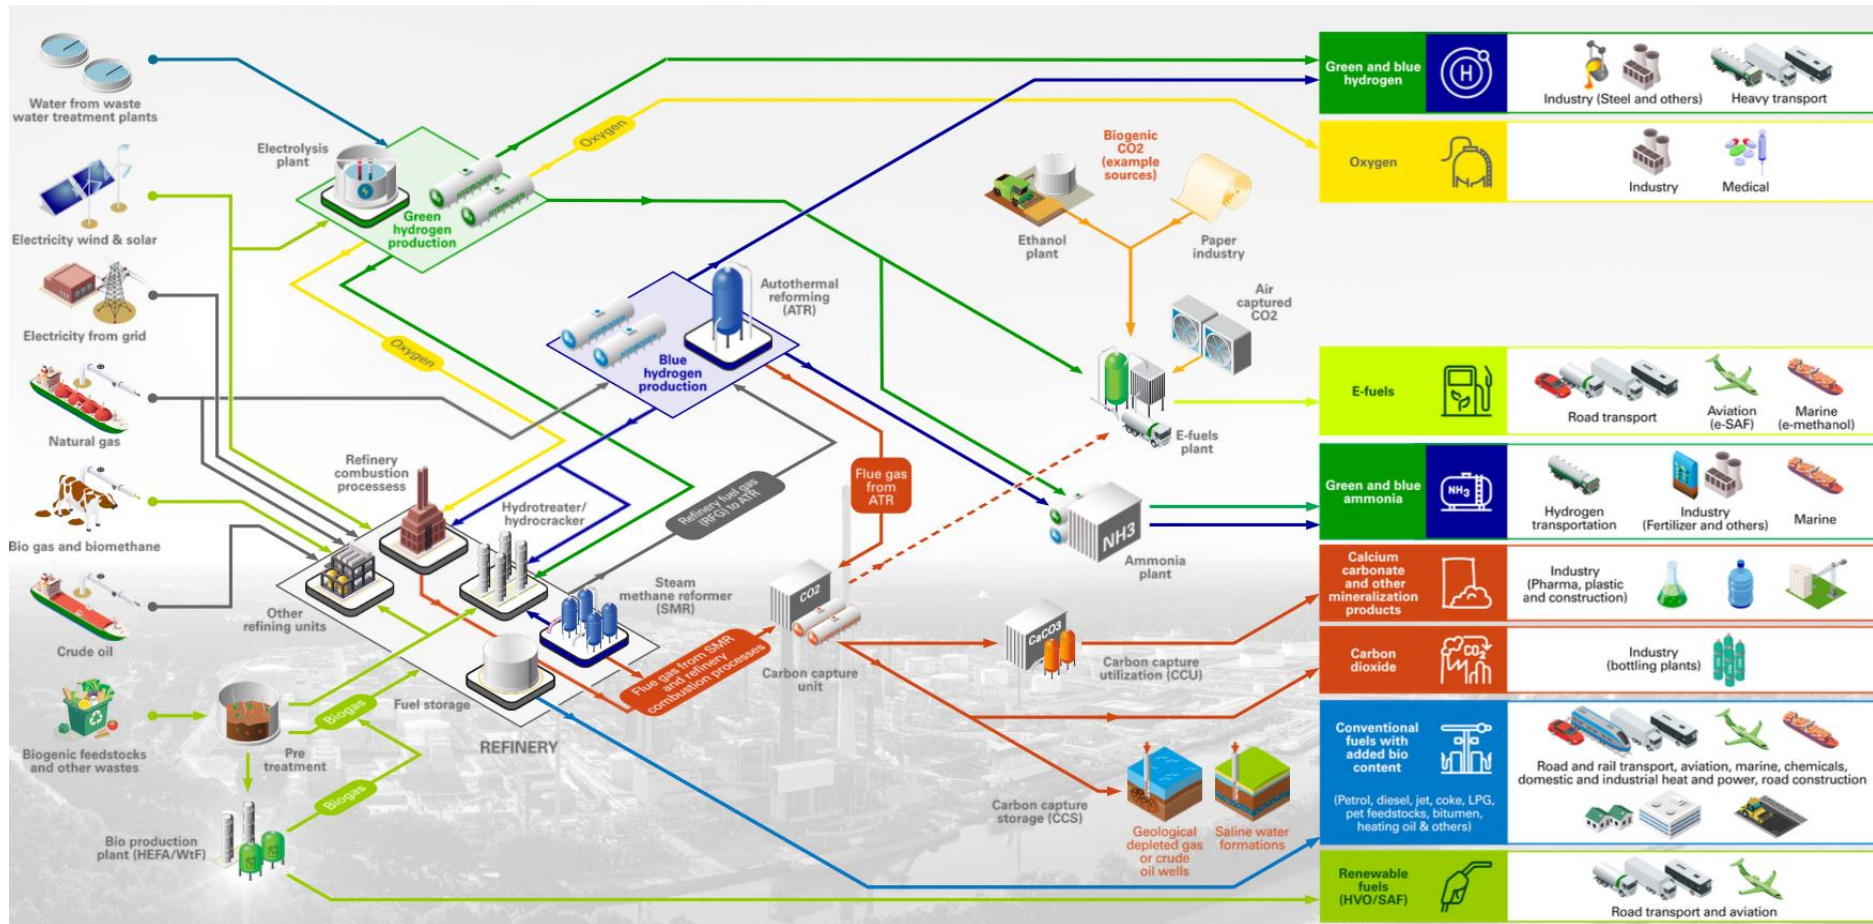 Water from waste
water treatment plants
Electricity wind & solar
Electricity from grid
Natural gas
Bio gas and biomethane
Crude oil
Biogenic feedstocks
and other wastes
Electrolysis
plant
HYDROGEN
HYDROGEN
Green
hydrogen
production
Oxygen
Oxygen
Autothermal
reforming
(ATR)
HYDROGEN
HYDROGEN
Blue
hydrogen
production
Biogenic
CO2
(example
sources)
Ethanol
plant
Paper
industry
Air
captured
CO2
E-fuels
plant
Refinery
combustion
processess
Hydrotreater/
hydrocracker
Refinery fuel gas
(RFG) to ATR
Flue gas
from
ATR
NH3
Ammonia
plant
Other
refining units
Steam
methane reformer
(SMR)
Fuel storage
REFINERY
Flue gas from SMR
and refinery
combustion processes
CO2
Carbon capture
unit
CaCO3
Carbon capture
utilization (CCU)
Pre
treatment
Biogas
Biogas
Bio production
plant (HEFA/WtF)
Carbon capture
storage (CCS)
Geological
depleted gas
or crude
oil wells
Saline water
formations
Green and blue
hydrogen
H
Industry (Steel and others)
Heavy transport
Oxygen
Industry
Medical
E-fuels
Road transport
Aviation
(e-SAF)
Marine
(e-methanol)
Green and blue
ammonia
NH3
Hydrogen
transportation
Industry
(Fertilizer and others)
Marine
Calcium
carbonate
and other
mineralization
products
Industry
(Pharma, plastic
and construction)
Carbon
dioxide
CO2
Industry
(bottling plants)
Conventional
fuels with
added bio
content
(Petrol, diesel, jet, coke, LPG,
pet feedstocks, bitumen,
heating oil & others)
Road and rail transport, aviation, marine, chemicals,
domestic and industrial heat and power, road construction
Renewable
fuels
(HVO/SAF)
Road transport and aviation